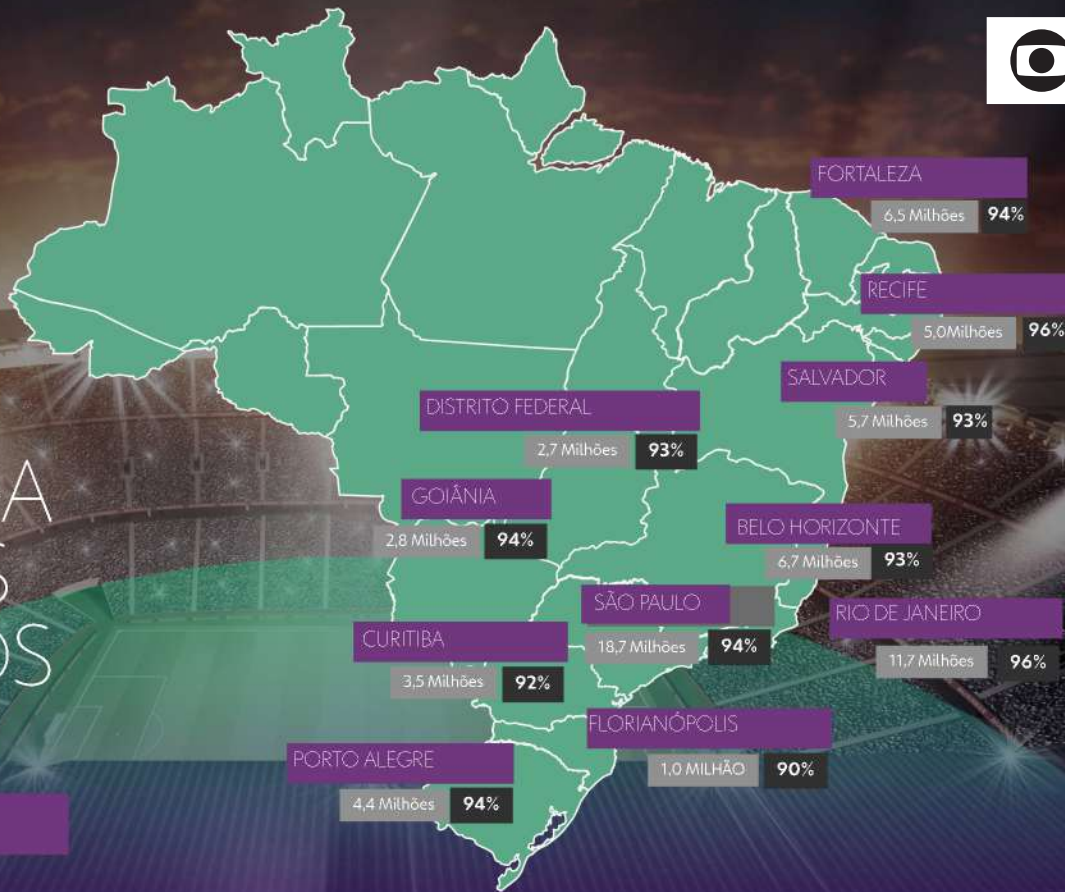 FORTALEZA
6,5 Milhões 94%
RECIFE
5,0Milhões 96%
SALVADOR
5,7 Milhões 93%
DISTRITO FEDERAL
2,7 Milhões 93%
GOIÂNIA
2,8 Milhões 94%
BELO HORIZONTE
6,7 Milhões 93%
SÃO PAULO
18,7 Milhões 94%
RIO DE JANEIRO
11,7 Milhões 96%
CURITIBA
3,5 Milhões 92%
FLORIANÓPOLIS
1,0 MILHÃO 90%
PORTO ALEGRE
4,4 Milhões 94%